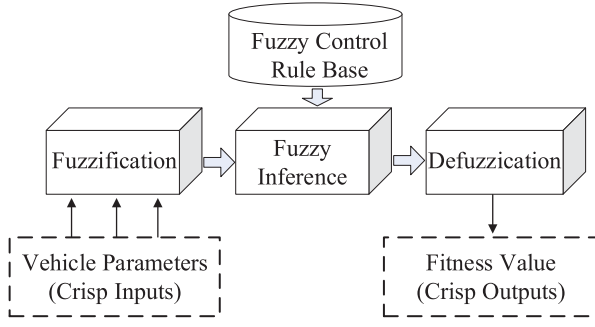 Fuzzy Control
Rule Base
Fuzzification
Fuzzy
Inference
Defuzzication
Vehicle Parameters
(Crisp Inputs)
Fitness Value
(Crisp Outputs)